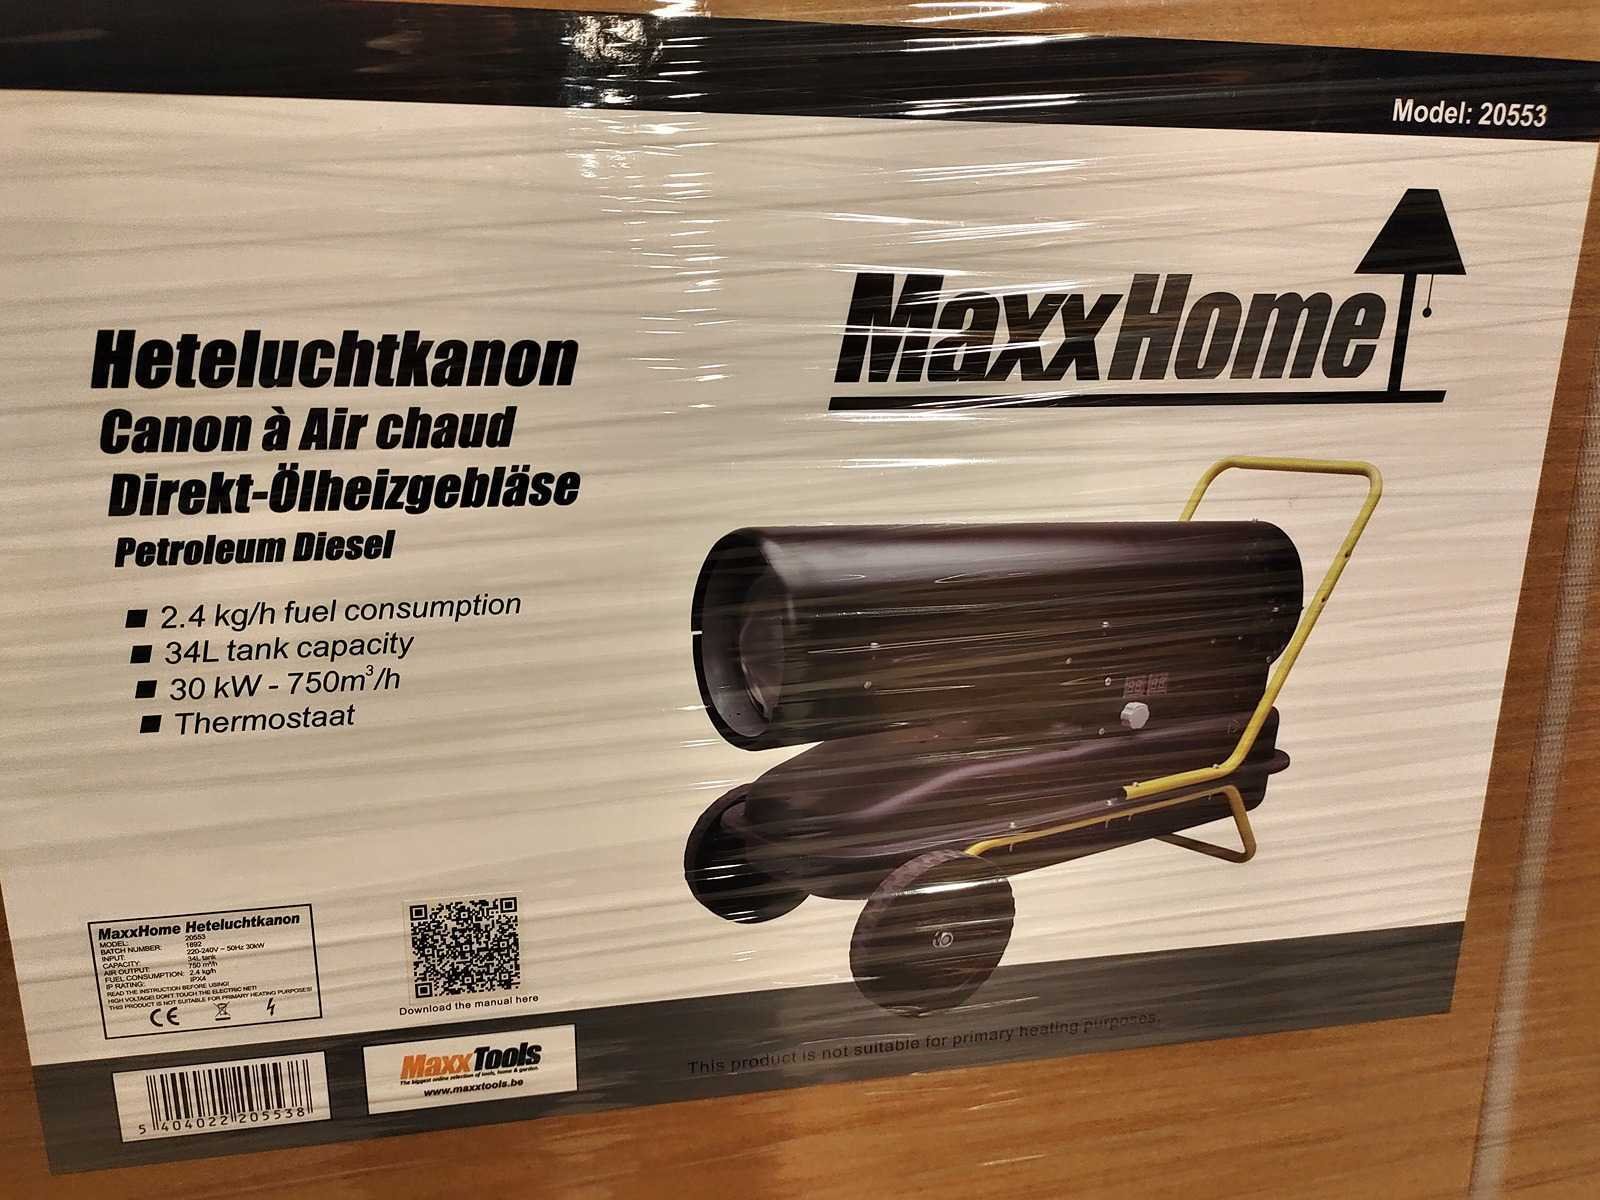 Model: 20553
MaxxHome
Heteluchtkanon
Canon à Air chaud
Direkt-Ölheizgebläse
Petroleum Diesel
2.4 kg/h fuel consumption
34L tank capacity
30 kW - 750m³/h
Thermostaat
MaxxHome Heteluchtkanon
MODEL: 20553
BATCH NUMBER: 1892
INPUT: 220-240V ~ 50Hz 30kW
CAPACITY: 34L tank
AIR OUTPUT: 750 m³/h
FUEL CONSUMPTION: 2.4 kg/h
IP RATING: IPX4
READ THE INSTRUCTION BEFORE USING!
HIGH VOLTAGE! DON'T TOUCH THE ELECTRIC NET!
THIS PRODUCT IS NOT SUITABLE FOR PRIMARY HEATING PURPOSES!
CE
Download the manual here
5 404022 205538
MaxxTools
The biggest online selection of tools, home & garden.
www.maxxtools.be
This product is not suitable for primary heating purposes.